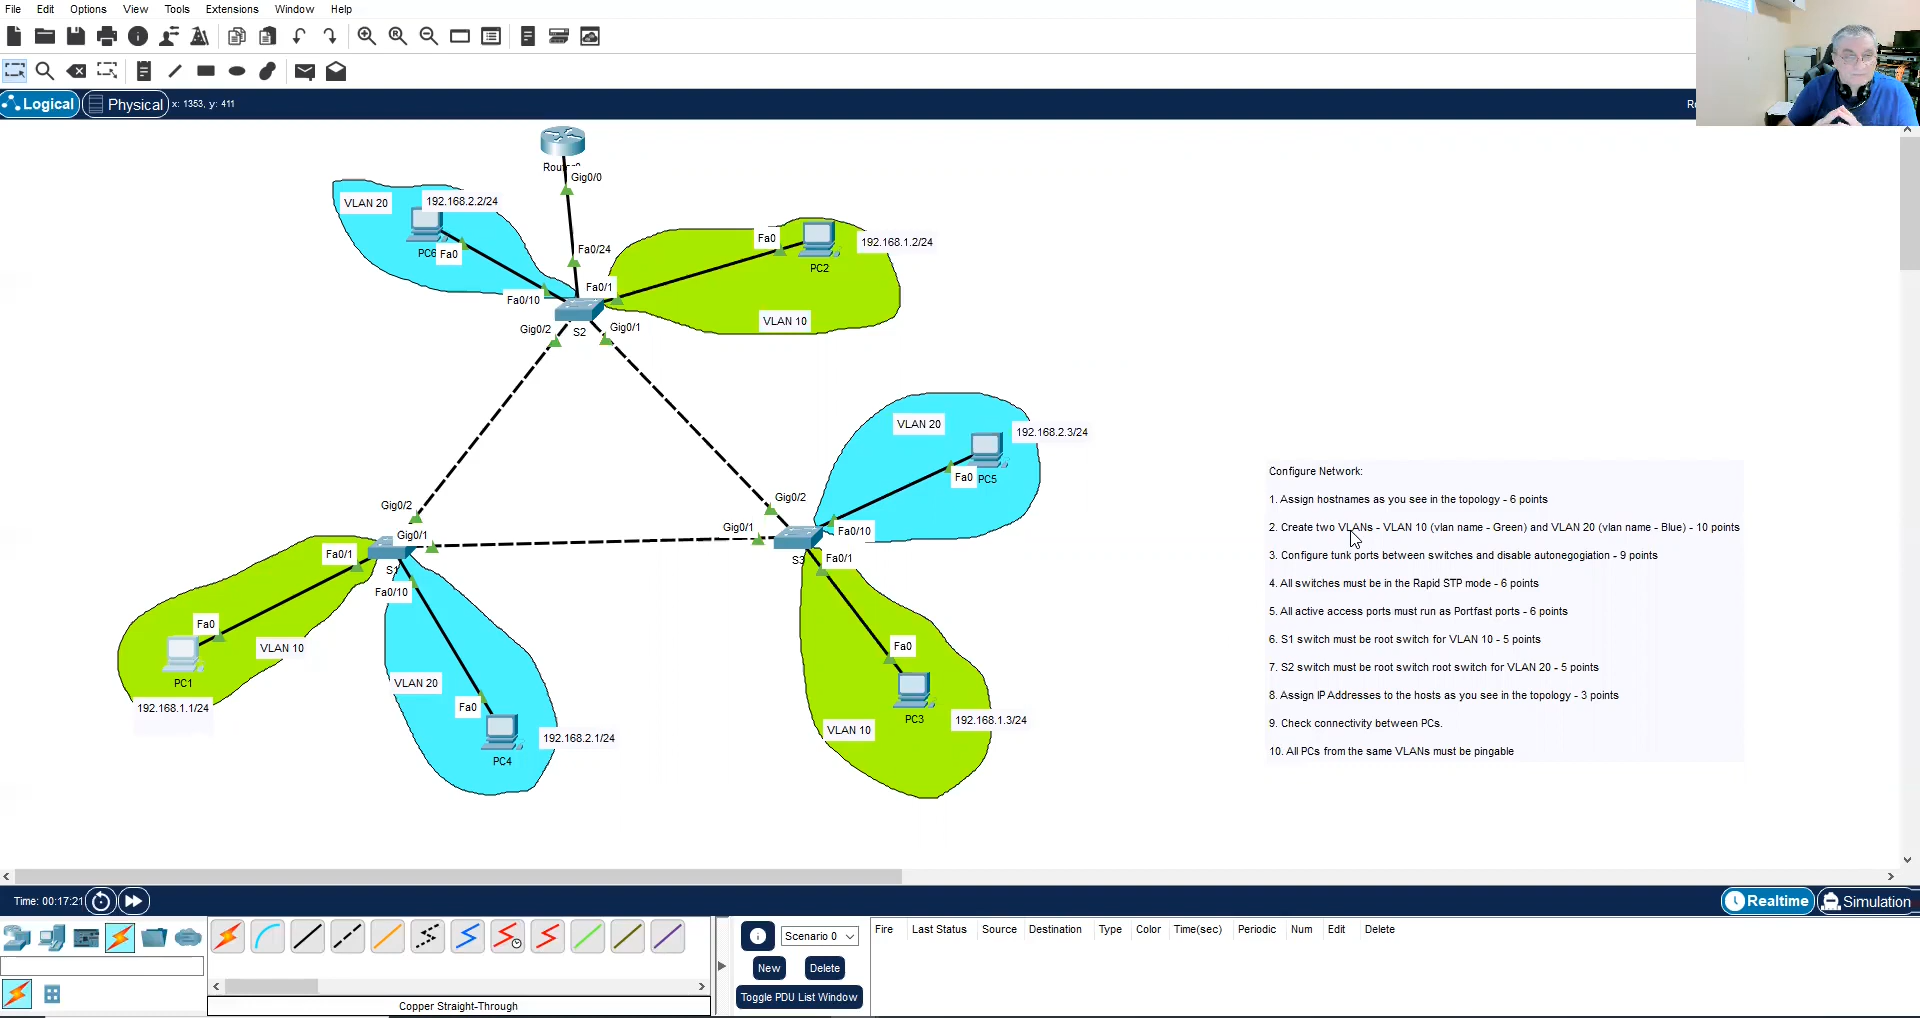 File Edit Options View Tools Extensions Window Help
Logical Physical x: 1353, y: 411
Gig0/0
VLAN 20
192.168.2.2/24
PC6
Fa0
Fa0/24
Fa0
192.168.1.2/24
PC2
Fa0/1
Fa0/10
VLAN 10
Gig0/2
S2
Gig0/1
VLAN 20
192.168.2.3/24
Fa0
PC5
Gig0/2
Gig0/1
Fa0/10
S3
Fa0/1
Gig0/2
Gig0/1
Fa0/1
S1
Fa0/10
Fa0
VLAN 10
PC1
192.168.1.1/24
VLAN 20
Fa0
192.168.2.1/24
PC4
Fa0
PC3
192.168.1.3/24
VLAN 10
Configure Network:
1. Assign hostnames as you see in the topology - 6 points
2. Create two VLANs - VLAN 10 (vlan name - Green) and VLAN 20 (vlan name - Blue) - 10 points
3. Configure tunk ports between switches and disable autonegogiation - 9 points
4. All switches must be in the Rapid STP mode - 6 points
5. All active access ports must run as Portfast ports - 6 points
6. S1 switch must be root switch for VLAN 10 - 5 points
7. S2 switch must be root switch root switch for VLAN 20 - 5 points
8. Assign IP Addresses to the hosts as you see in the topology - 3 points
9. Check connectivity between PCs.
10. All PCs from the same VLANs must be pingable
Time: 00:17:21
Realtime Simulation
Scenario 0
New Delete
Toggle PDU List Window
Fire Last Status Source Destination Type Color Time(sec) Periodic Num Edit Delete
Copper Straight-Through